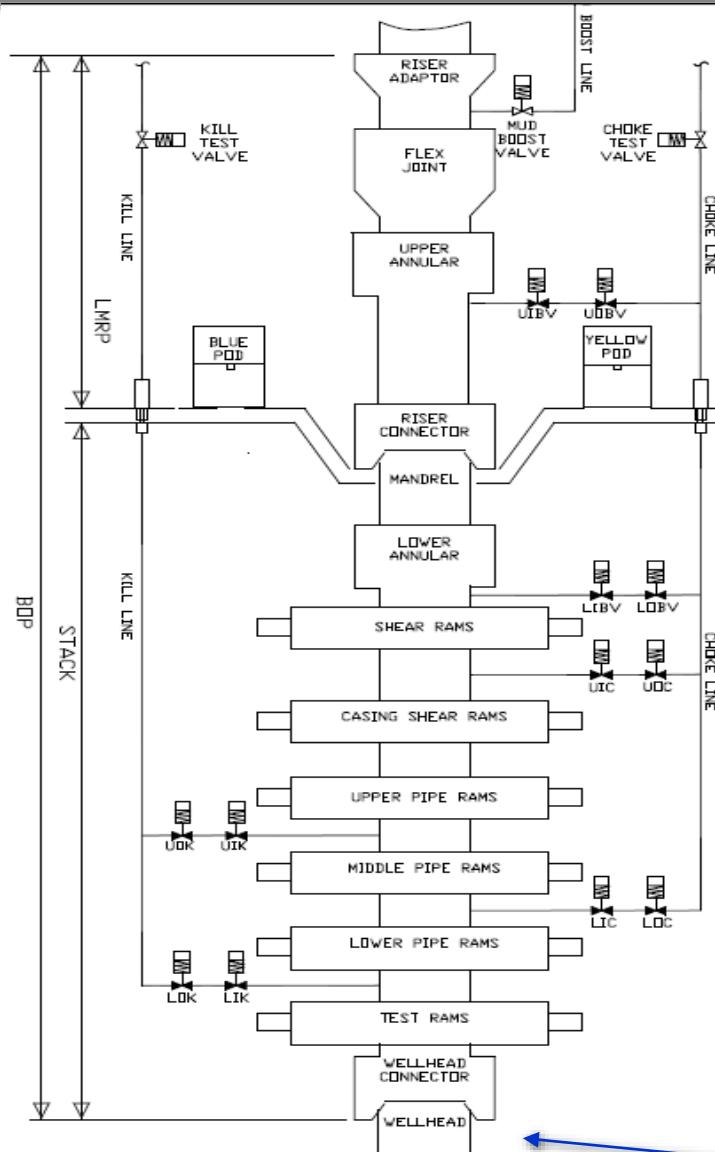 BOOST LINE
RISER
ADAPTOR
KILL
TEST
VALVE
MUD
BOOST
VALVE
CHOKE
TEST
VALVE
FLEX
JOINT
KILL LINE
CHOKE LINE
UPPER
ANNULAR
LMRP
UIBV
UOBV
BLUE
POD
YELLOW
POD
RISER
CONNECTOR
MANDREL
LOWER
ANNULAR
KILL LINE
BOP
STACK
LIBV
LOBV
SHEAR RAMS
CHOKE LINE
UIC
UOC
CASING SHEAR RAMS
UPPER PIPE RAMS
UOK
UIK
MIDDLE PIPE RAMS
LIC
LOC
LOWER PIPE RAMS
LOK
LIK
TEST RAMS
WELLHEAD
CONNECTOR
WELLHEAD